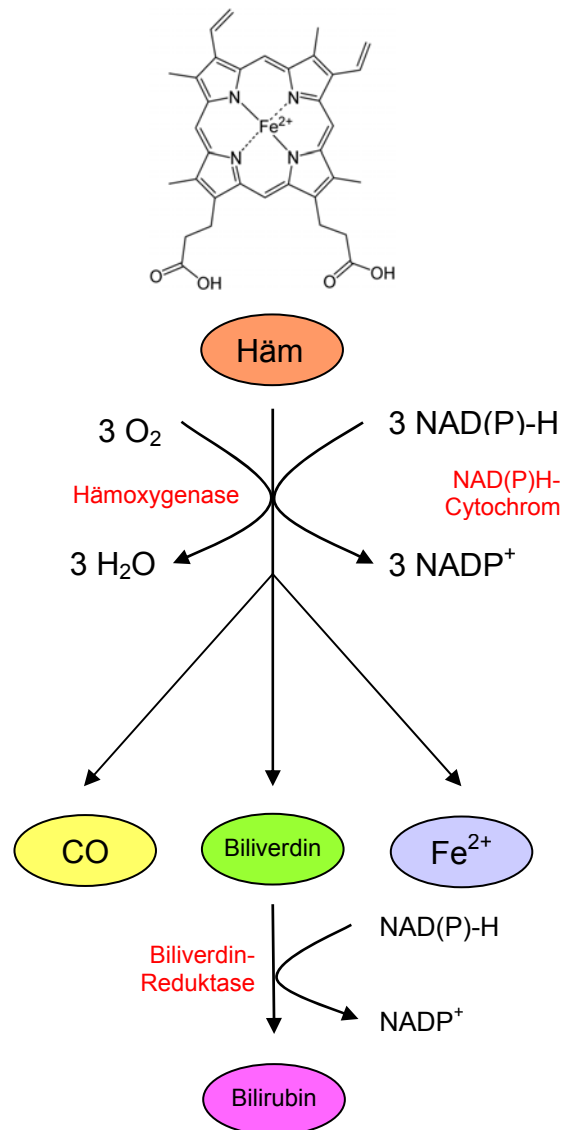 N
N
Fe²⁺
N
N
O
OH
O
OH
Häm
3 O₂
3 NAD(P)-H
Hämoxygenase
NAD(P)H-
Cytochrom
3 H₂O
3 NADP⁺
CO
Biliverdin
Fe²⁺
Biliverdin-
Reduktase
NAD(P)-H
NADP⁺
Bilirubin